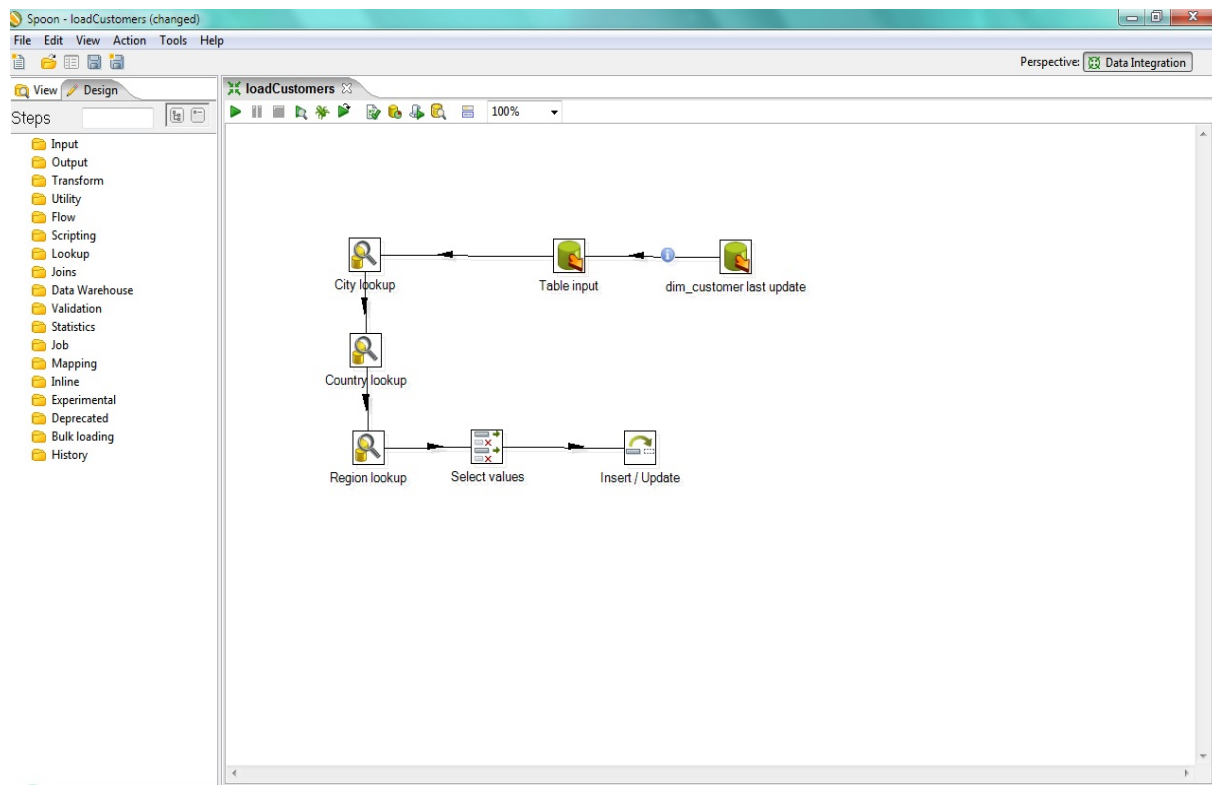 Spoon - loadCustomers (changed)
File Edit View Action Tools Help
Perspective: Data Integration
View Design
loadCustomers
Steps
100%
Input
Output
Transform
Utility
Flow
Scripting
Lookup
Joins
Data Warehouse
Validation
Statistics
Job
Mapping
Inline
Experimental
Deprecated
Bulk loading
History
City lookup
Table input
dim_customer last update
Country lookup
Region lookup
Select values
Insert / Update